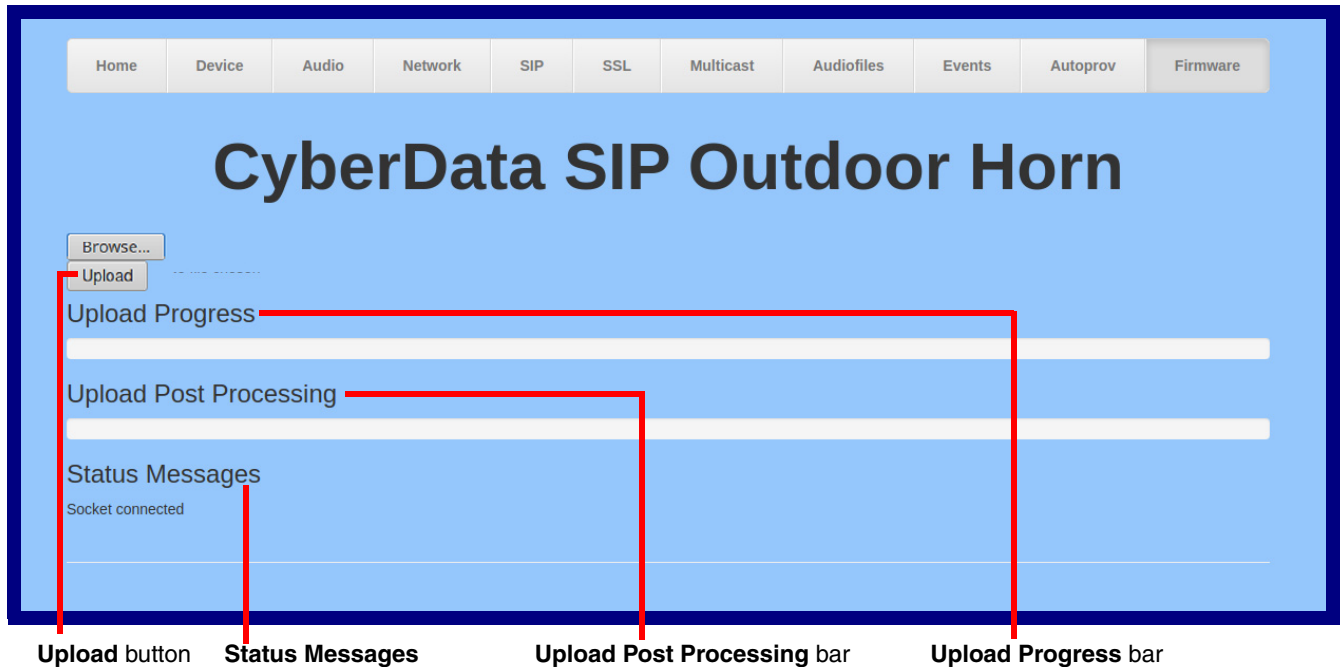 Home Device Audio Network SIP SSL Multicast Audiofiles Events Autoprov Firmware
CyberData SIP Outdoor Horn
Browse...
Upload
Upload Progress
Upload Post Processing
Status Messages
Socket connected
Upload button Status Messages Upload Post Processing bar Upload Progress bar